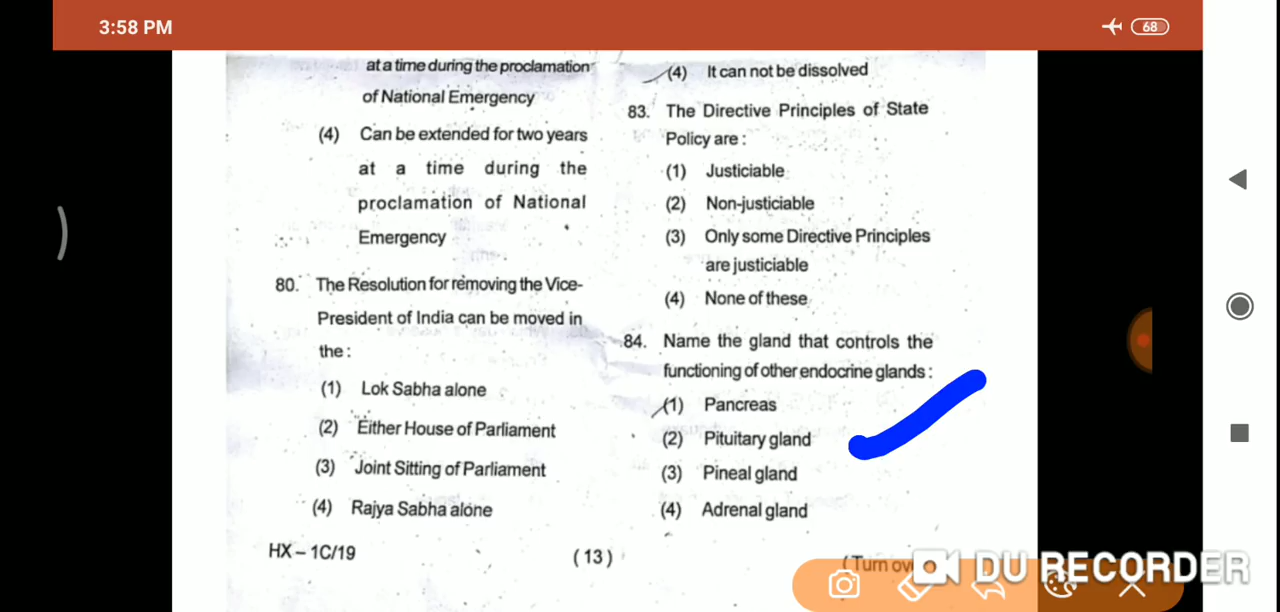 3:58 PM
68
at a time during the proclamation
of National Emergency
(4) Can be extended for two years
at a time during the
proclamation of National
Emergency
80. The Resolution for removing the Vice-
President of India can be moved in
the :
(1) Lok Sabha alone
(2) Either House of Parliament
(3) Joint Sitting of Parliament
(4) Rajya Sabha alone
HX – 1C/19
(4) It can not be dissolved
83. The Directive Principles of State
Policy are :
(1) Justiciable
(2) Non-justiciable
(3) Only some Directive Principles
are justiciable
(4) None of these
84. Name the gland that controls the
functioning of other endocrine glands :
(1) Pancreas
(2) Pituitary gland
(3) Pineal gland
(4) Adrenal gland
(13)
(Turn
DU RECORDER